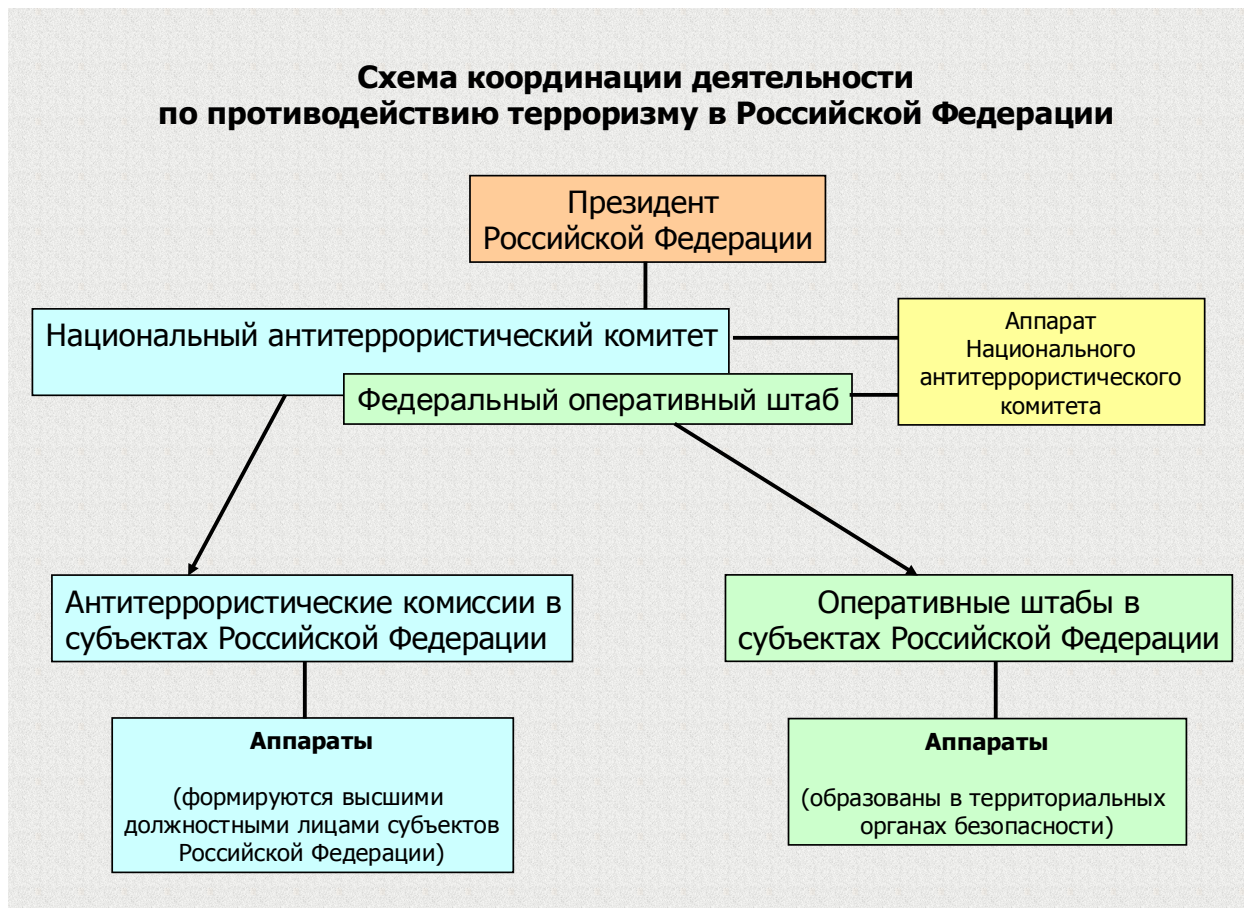 Схема координации деятельности
по противодействию терроризму в Российской Федерации
Президент
Российской Федерации
Национальный антитеррористический комитет
Федеральный оперативный штаб
Аппарат
Национального
антитеррористического
комитета
Антитеррористические комиссии в
субъектах Российской Федерации
Оперативные штабы в
субъектах Российской Федерации
Аппараты
(формируются высшими
должностными лицами субъектов
Российской Федерации)
Аппараты
(образованы в территориальных
органах безопасности)